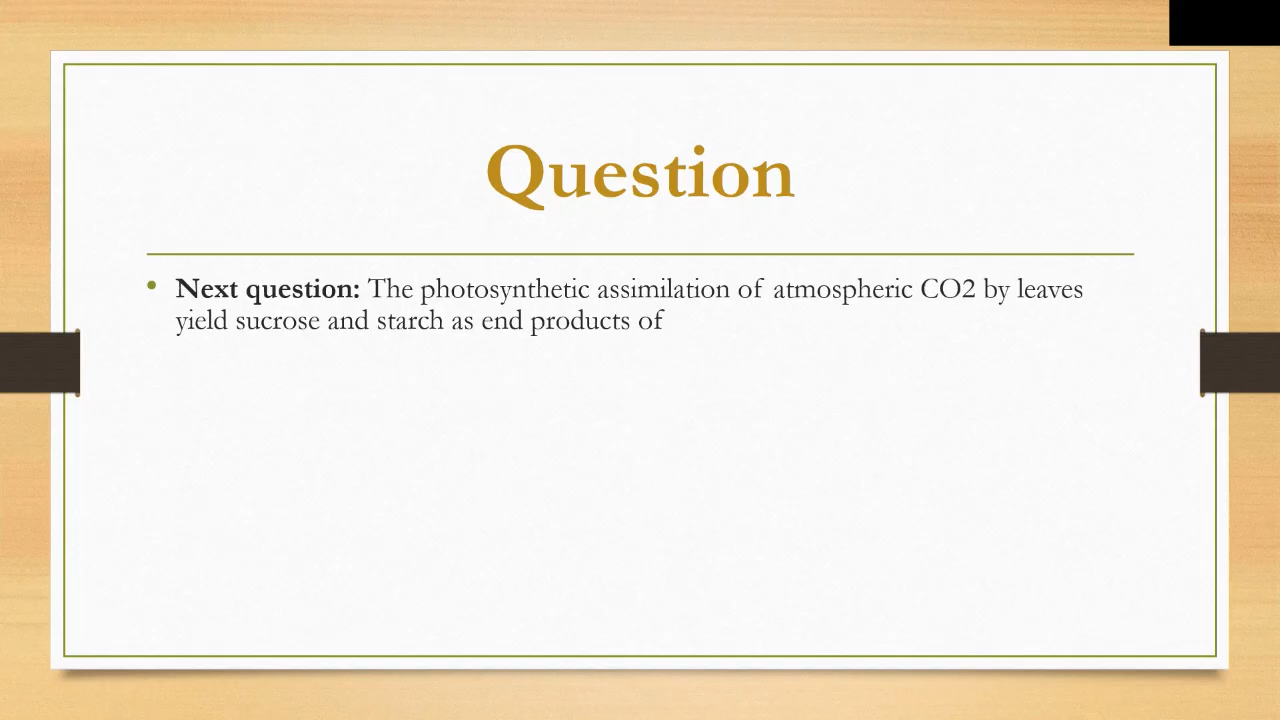 Question
• Next question: The photosynthetic assimilation of atmospheric CO2 by leaves
yield sucrose and starch as end products of